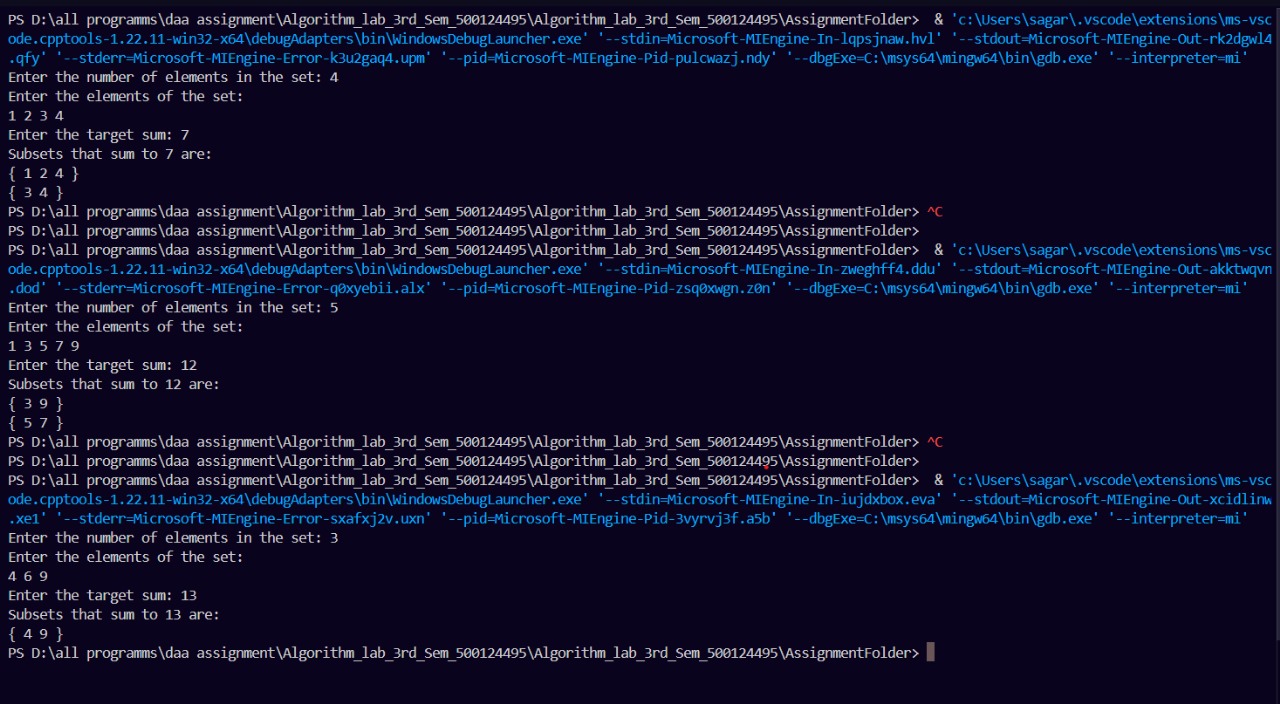 PS D:\all programms\daa assignment\Algorithm_lab_3rd_Sem_500124495\Algorithm_lab_3rd_Sem_500124495\AssignmentFolder>  & 'c:\Users\sagar\.vscode\extensions\ms-vsc
ode.cpptools-1.22.11-win32-x64\debugAdapters\bin\WindowsDebugLauncher.exe' '--stdin=Microsoft-MIEngine-In-lqpsjnaw.hvl' '--stdout=Microsoft-MIEngine-Out-rk2dgwl4
.qfy' '--stderr=Microsoft-MIEngine-Error-k3u2gaq4.upm' '--pid=Microsoft-MIEngine-Pid-pulcwazj.ndy' '--dbgExe=C:\msys64\mingw64\bin\gdb.exe' '--interpreter=mi'
Enter the number of elements in the set: 4
Enter the elements of the set:
1 2 3 4
Enter the target sum: 7
Subsets that sum to 7 are:
{ 1 2 4 }
{ 3 4 }
PS D:\all programms\daa assignment\Algorithm_lab_3rd_Sem_500124495\Algorithm_lab_3rd_Sem_500124495\AssignmentFolder> ^C
PS D:\all programms\daa assignment\Algorithm_lab_3rd_Sem_500124495\Algorithm_lab_3rd_Sem_500124495\AssignmentFolder>
PS D:\all programms\daa assignment\Algorithm_lab_3rd_Sem_500124495\Algorithm_lab_3rd_Sem_500124495\AssignmentFolder>  & 'c:\Users\sagar\.vscode\extensions\ms-vsc
ode.cpptools-1.22.11-win32-x64\debugAdapters\bin\WindowsDebugLauncher.exe' '--stdin=Microsoft-MIEngine-In-zweghff4.ddu' '--stdout=Microsoft-MIEngine-Out-akktwqvn
.dod' '--stderr=Microsoft-MIEngine-Error-q0xyebii.alx' '--pid=Microsoft-MIEngine-Pid-zsq0xwgn.z0n' '--dbgExe=C:\msys64\mingw64\bin\gdb.exe' '--interpreter=mi'
Enter the number of elements in the set: 5
Enter the elements of the set:
1 3 5 7 9
Enter the target sum: 12
Subsets that sum to 12 are:
{ 3 9 }
{ 5 7 }
PS D:\all programms\daa assignment\Algorithm_lab_3rd_Sem_500124495\Algorithm_lab_3rd_Sem_500124495\AssignmentFolder> ^C
PS D:\all programms\daa assignment\Algorithm_lab_3rd_Sem_500124495\Algorithm_lab_3rd_Sem_500124495\AssignmentFolder>
PS D:\all programms\daa assignment\Algorithm_lab_3rd_Sem_500124495\Algorithm_lab_3rd_Sem_500124495\AssignmentFolder>  & 'c:\Users\sagar\.vscode\extensions\ms-vsc
ode.cpptools-1.22.11-win32-x64\debugAdapters\bin\WindowsDebugLauncher.exe' '--stdin=Microsoft-MIEngine-In-iujdxbox.eva' '--stdout=Microsoft-MIEngine-Out-xcidlinw
.xe1' '--stderr=Microsoft-MIEngine-Error-sxafxj2v.uxn' '--pid=Microsoft-MIEngine-Pid-3vyrvj3f.a5b' '--dbgExe=C:\msys64\mingw64\bin\gdb.exe' '--interpreter=mi'
Enter the number of elements in the set: 3
Enter the elements of the set:
4 6 9
Enter the target sum: 13
Subsets that sum to 13 are:
{ 4 9 }
PS D:\all programms\daa assignment\Algorithm_lab_3rd_Sem_500124495\Algorithm_lab_3rd_Sem_500124495\AssignmentFolder>